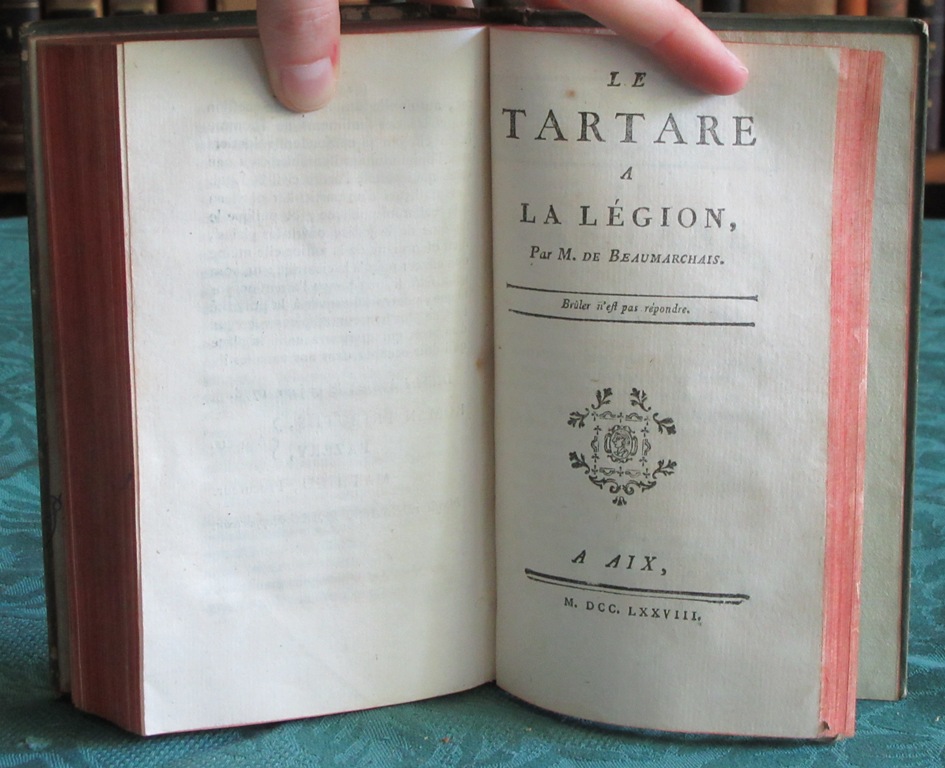 LE
TARTARE
A
LA LÉGION,
Par M. DE BEAUMARCHAIS.
Brûler n'eſt pas répondre.
A AIX,
M. DCC. LXXVIII.